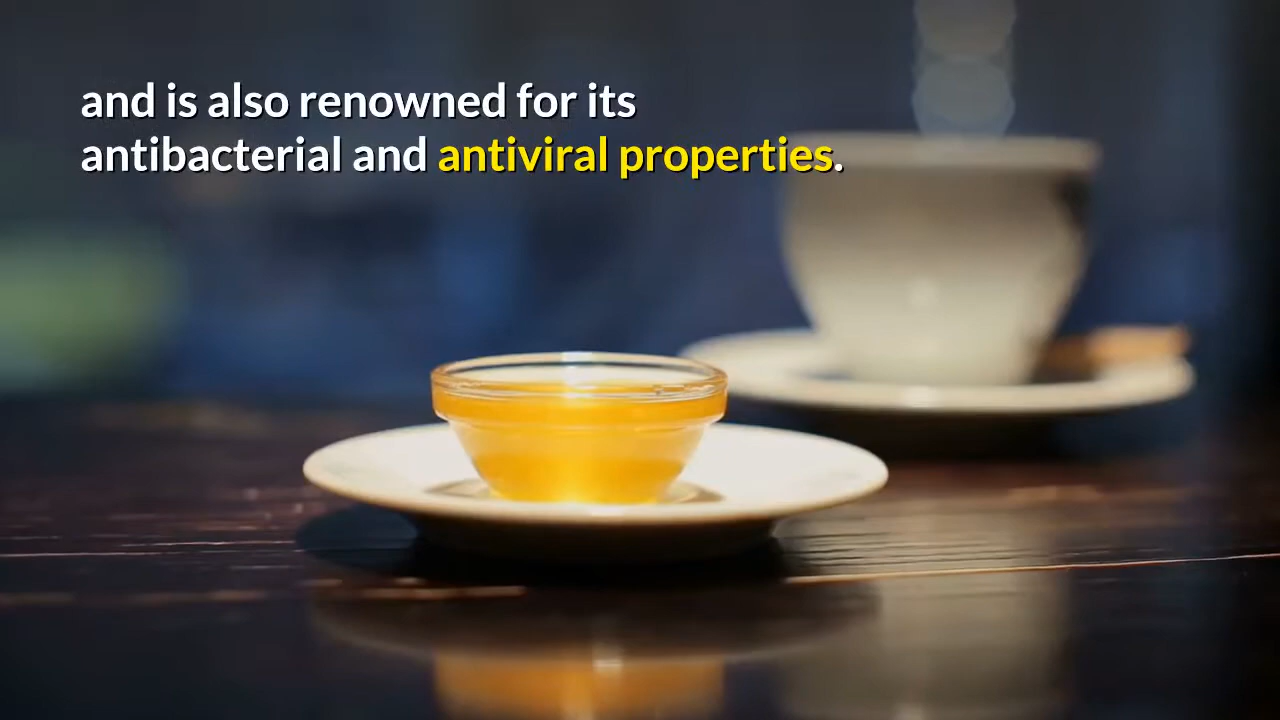 and is also renowned for its
antibacterial and antiviral properties.